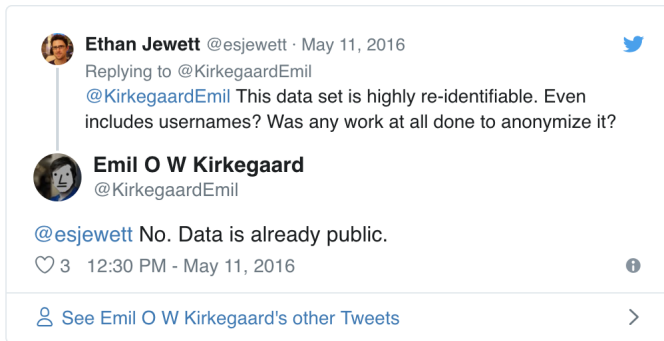 Ethan Jewett @esjewett · May 11, 2016
Replying to @KirkegaardEmil
@KirkegaardEmil This data set is highly re-identifiable. Even
includes usernames? Was any work at all done to anonymize it?
Emil O W Kirkegaard
@KirkegaardEmil
@esjewett No. Data is already public.
3 12:30 PM - May 11, 2016
See Emil O W Kirkegaard's other Tweets